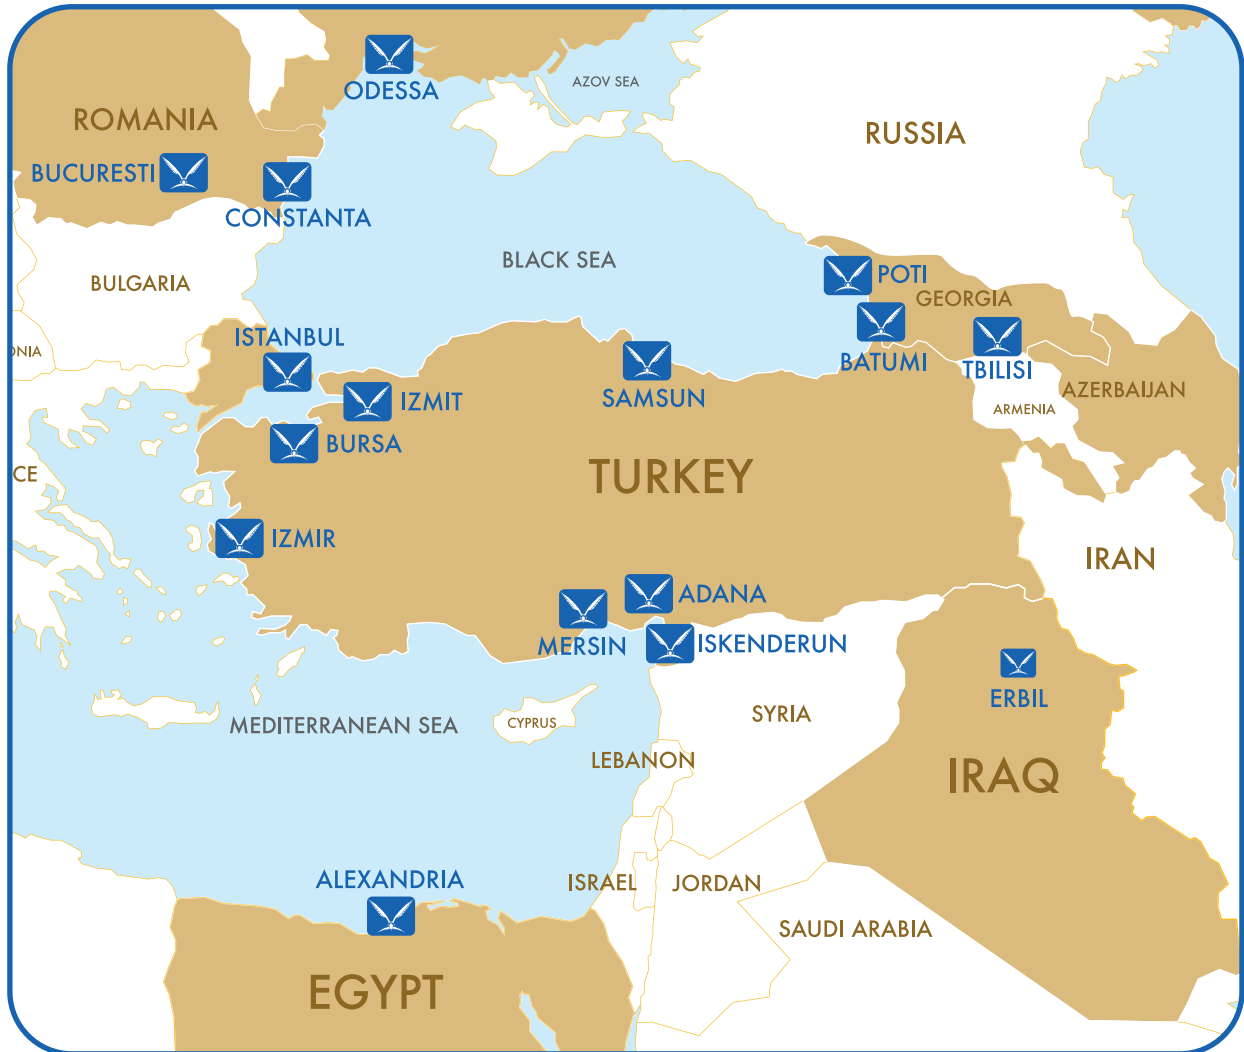 ODESSA
AZOV SEA
ROMANIA
RUSSIA
BUCURESTI
CONSTANTA
BLACK SEA
BULGARIA
POTI
GEORGIA
ISTANBUL
BATUMI
TBILISI
ONIA
IZMIT
SAMSUN
AZERBAIJAN
ARMENIA
BURSA
TURKEY
CE
IZMIR
IRAN
ADANA
MERSIN
ISKENDERUN
ERBIL
SYRIA
CYPRUS
MEDITERRANEAN SEA
LEBANON
IRAQ
ALEXANDRIA
ISRAEL
JORDAN
SAUDI ARABIA
EGYPT